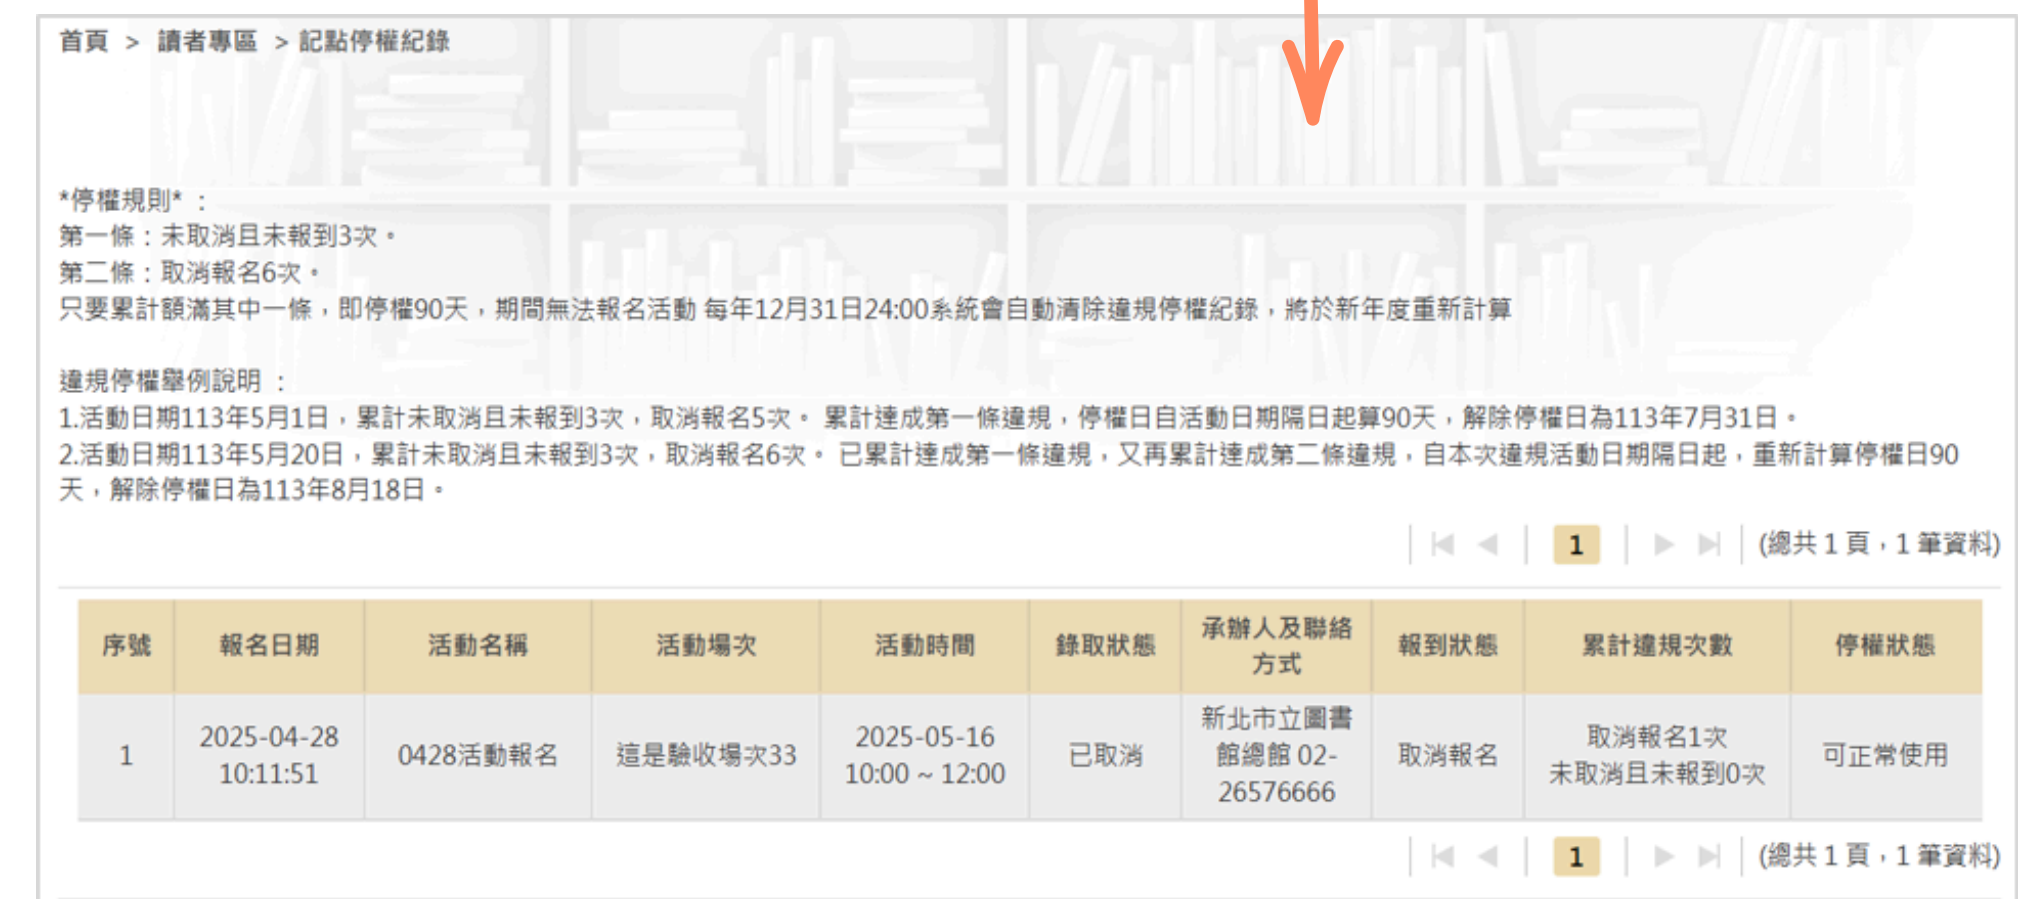 首頁 > 讀者專區 > 記點停權紀錄
*停權規則* ：
第一條：未取消且未報到3次。
第二條：取消報名6次。
只要累計額滿其中一條，即停權90天，期間無法報名活動 每年12月31日24:00系統會自動清除違規停權紀錄，將於新年度重新計算
違規停權舉例說明 ：
1.活動日期113年5月1日，累計未取消且未報到3次，取消報名5次。 累計達成第一條違規，停權日自活動日期隔日起算90天，解除停權日為113年7月31日。
2.活動日期113年5月20日，累計未取消且未報到3次，取消報名6次。 已累計達成第一條違規，又再累計達成第二條違規，自本次違規活動日期隔日起，重新計算停權日90
天，解除停權日為113年8月18日。
1 (總共 1 頁，1 筆資料)
序號 報名日期 活動名稱 活動場次 活動時間 錄取狀態 承辦人及聯絡方式 報到狀態 累計違規次數 停權狀態
1 2025-04-28 10:11:51 0428活動報名 這是驗收場次33 2025-05-16 10:00 ~ 12:00 已取消 新北市立圖書館總館 02-26576666 取消報名 取消報名1次 未取消且未報到0次 可正常使用
1 (總共 1 頁，1 筆資料)